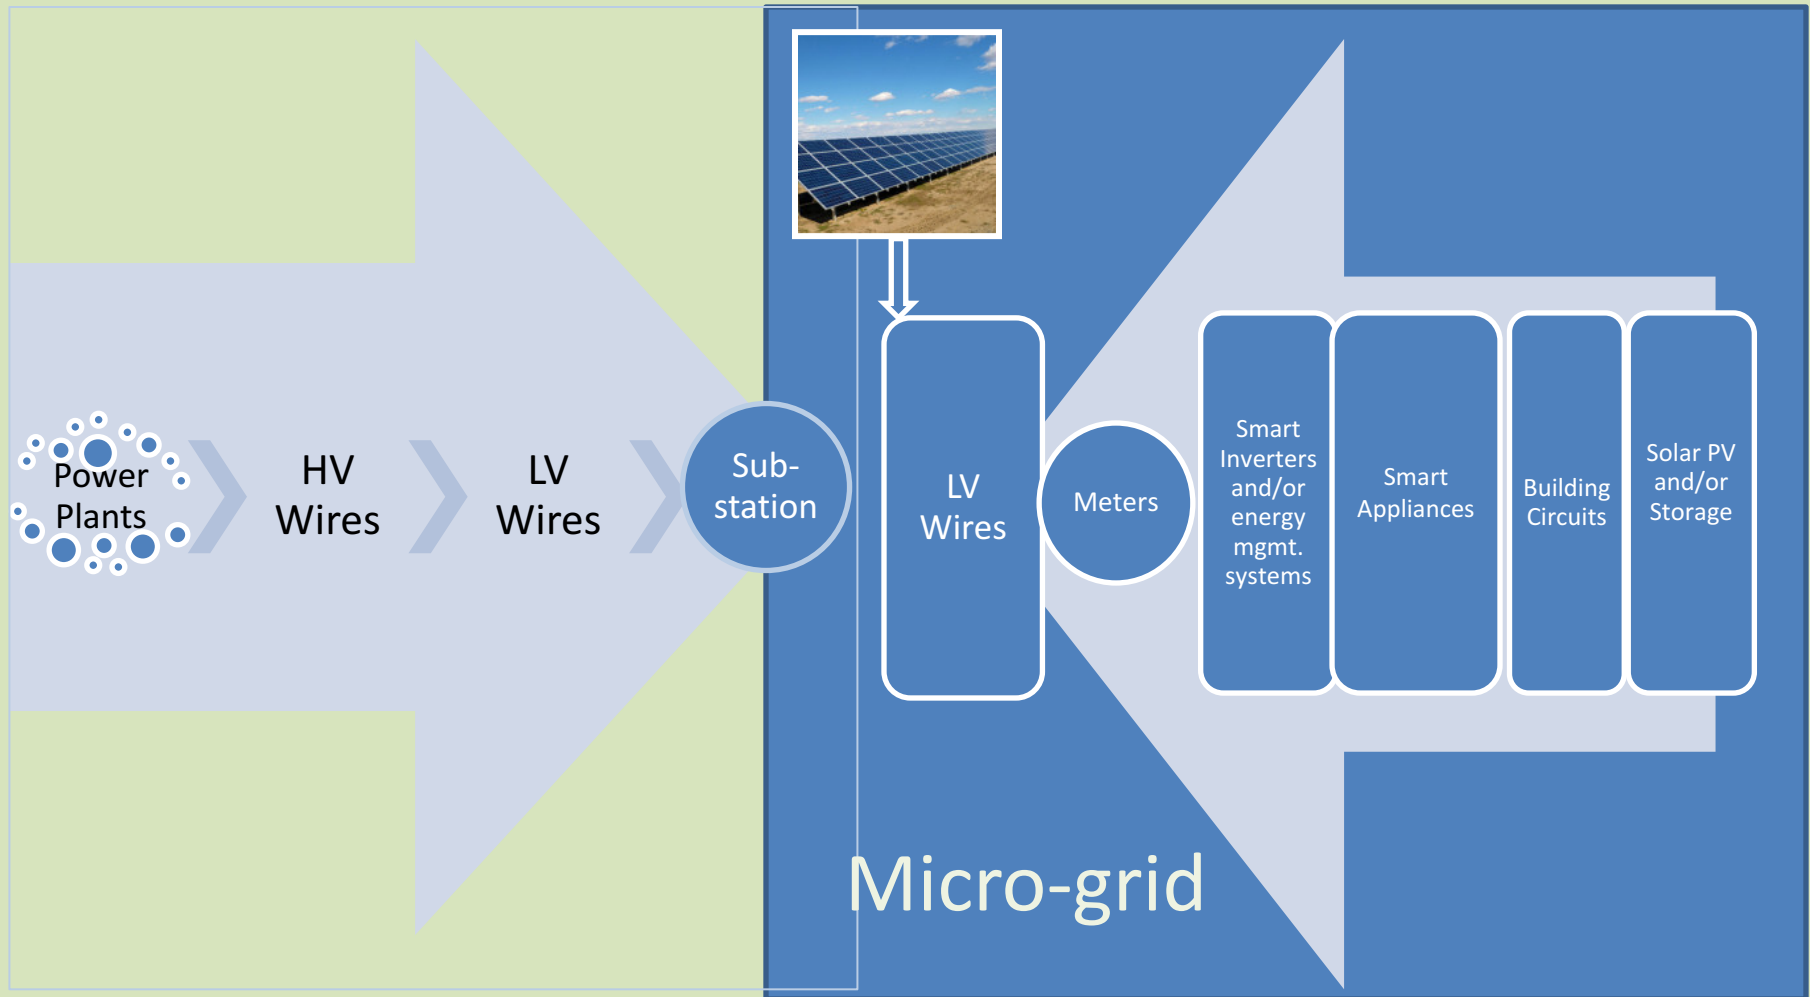 Power
Plants
HV
Wires
LV
Wires
Sub-
station
LV
Wires
Meters
Smart
Inverters
and/or
energy
mgmt.
systems
Smart
Appliances
Building
Circuits
Solar PV
and/or
Storage
Micro-grid